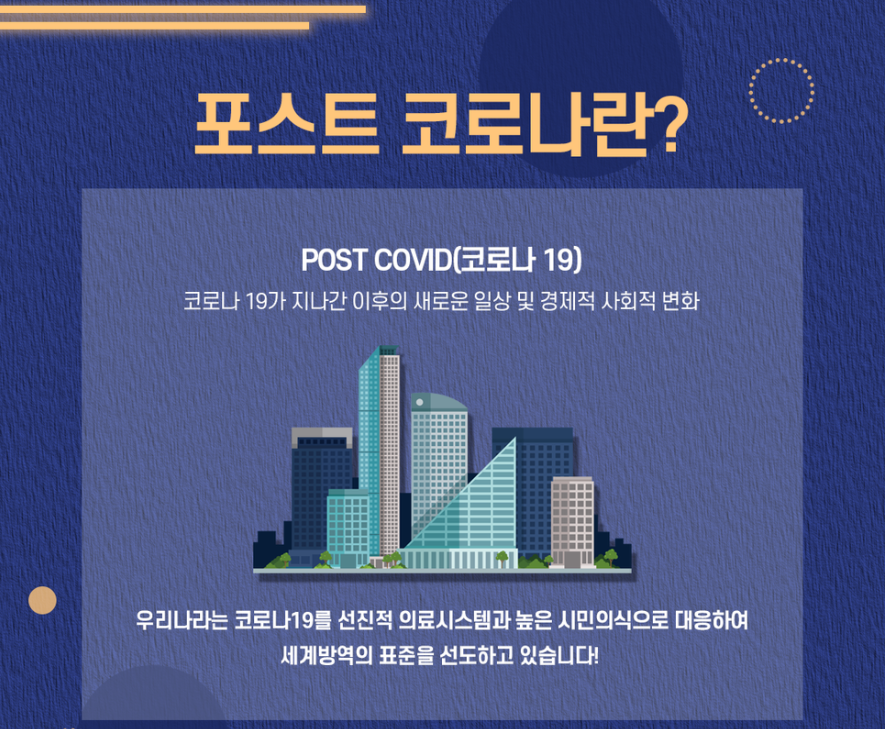 포스트 코로나란?
POST COVID(코로나 19)
코로나 19가 지나간 이후의 새로운 일상 및 경제적 사회적 변화
우리나라는 코로나19를 선진적 의료시스템과 높은 시민의식으로 대응하여
세계방역의 표준을 선도하고 있습니다!